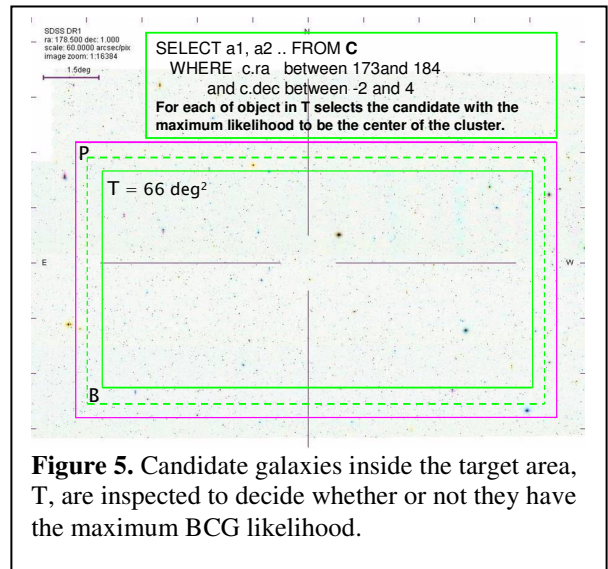 SDSS DR1
ra: 178.500 dec: 1.000
scale: 60.0000 arcsec/pix
image zoom: 1:16384
1.5deg
N
SELECT a1, a2 .. FROM C
WHERE c.ra between 173and 184
and c.dec between -2 and 4
For each of object in T selects the candidate with the
maximum likelihood to be the center of the cluster.
P
T = 66 deg²
E
W
B
Figure 5. Candidate galaxies inside the target area,
T, are inspected to decide whether or not they have
the maximum BCG likelihood.